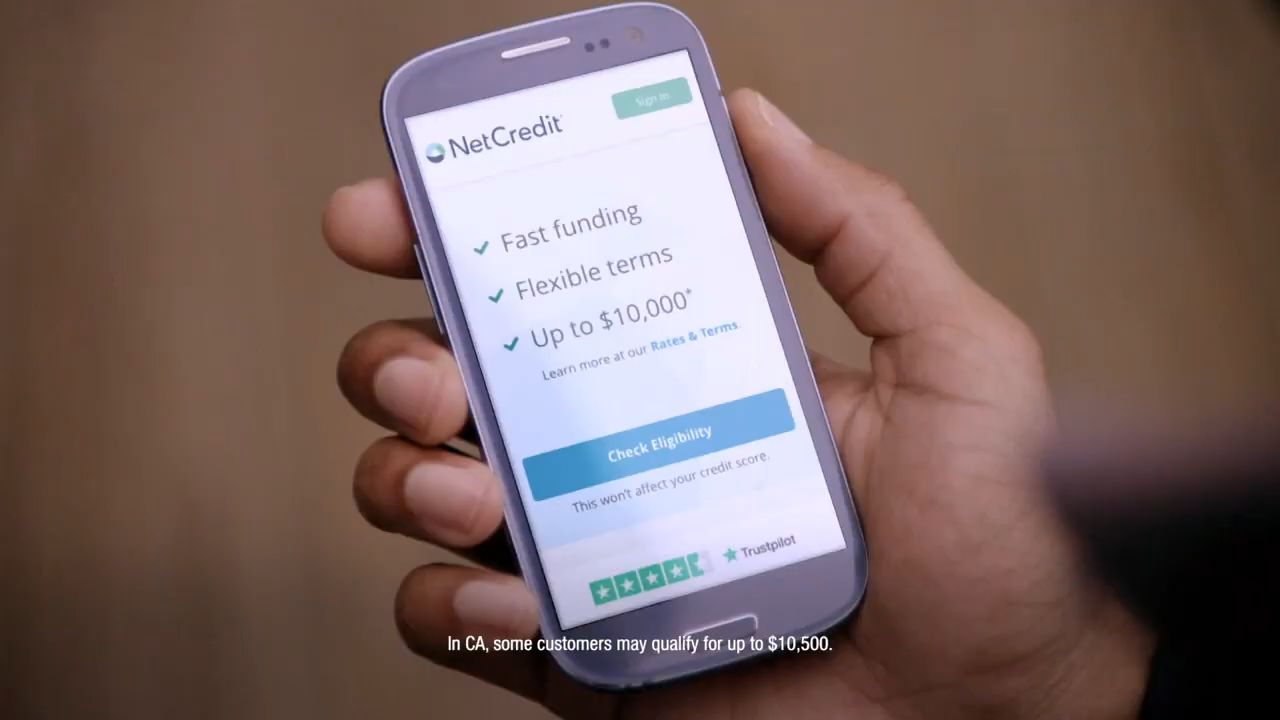 NetCredit
Sign In
Fast funding
Flexible terms
Up to $10,000*
Learn more at our Rates & Terms.
Check Eligibility
This won't affect your credit score.
Trustpilot
In CA, some customers may qualify for up to $10,500.